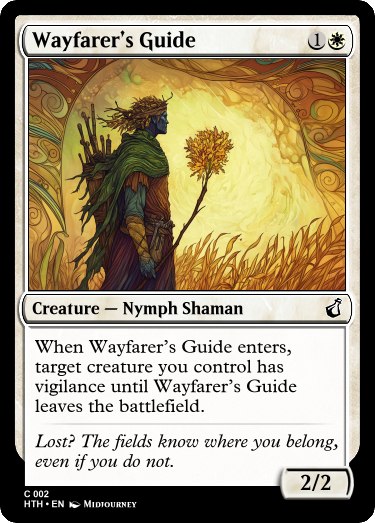 Wayfarer's Guide 1
Creature — Nymph Shaman
When Wayfarer's Guide enters,
target creature you control has
vigilance until Wayfarer's Guide
leaves the battlefield.
Lost? The fields know where you belong,
even if you do not.
2/2
C 002
HTH • EN Midjourney